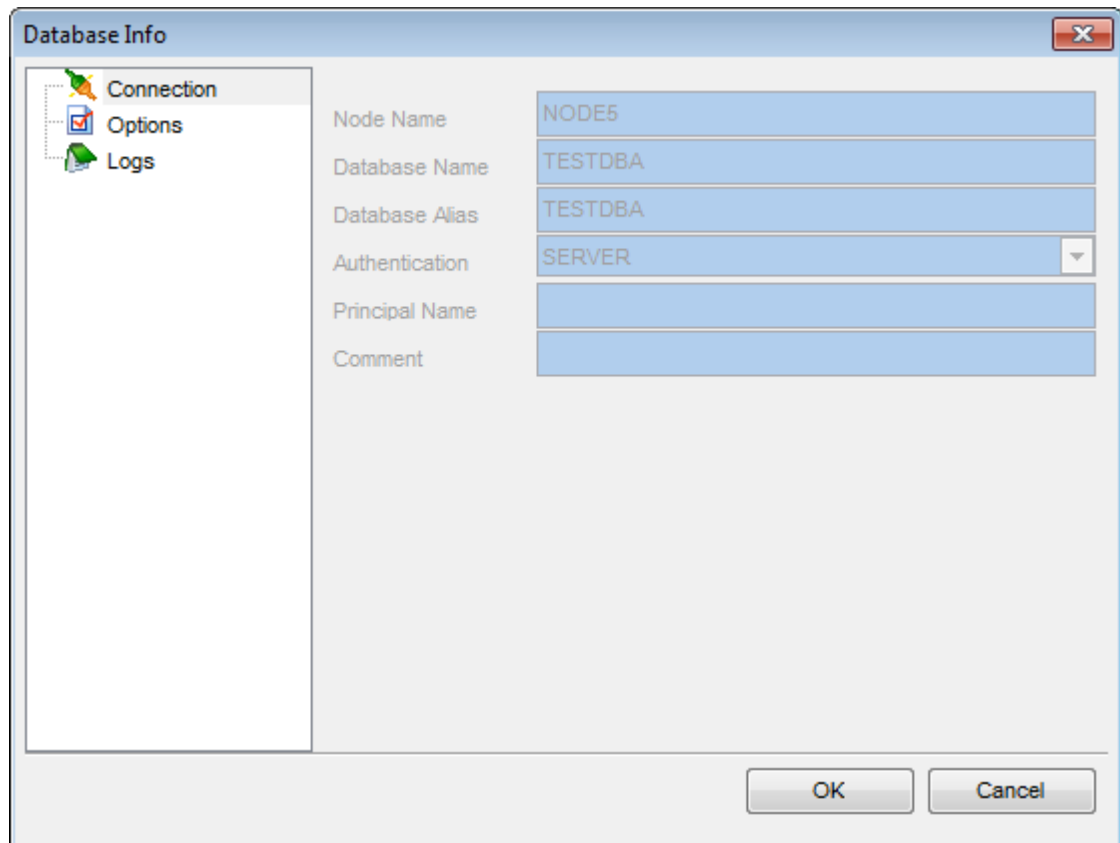 Database Info
Connection
Options
Logs
Node Name NODE5
Database Name TESTDBA
Database Alias TESTDBA
Authentication SERVER
Principal Name
Comment
OK Cancel